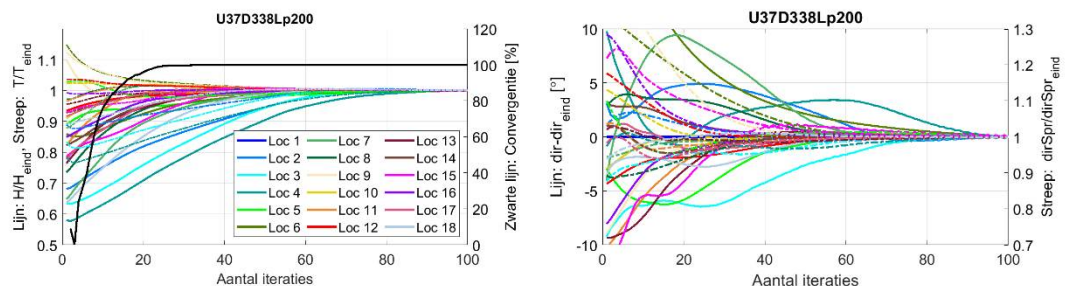 U37D338Lp200
Lijn: H/H_eind, Streep: T/T_eind
1.1
1
0.9
0.8
0.7
0.6
0.5
120
100
80
60
40
20
0
Zwarte lijn: Convergentie [%]
Loc 1
Loc 2
Loc 3
Loc 4
Loc 5
Loc 6
Loc 7
Loc 8
Loc 9
Loc 10
Loc 11
Loc 12
Loc 13
Loc 14
Loc 15
Loc 16
Loc 17
Loc 18
0 20 40 60 80 100
Aantal iteraties
U37D338Lp200
Lijn: dir-dir_eind [°]
10
5
0
-5
-10
1.3
1.2
1.1
1
0.9
0.8
0.7
Streep: dirSpr/dirSpr_eind
0 20 40 60 80 100
Aantal iteraties